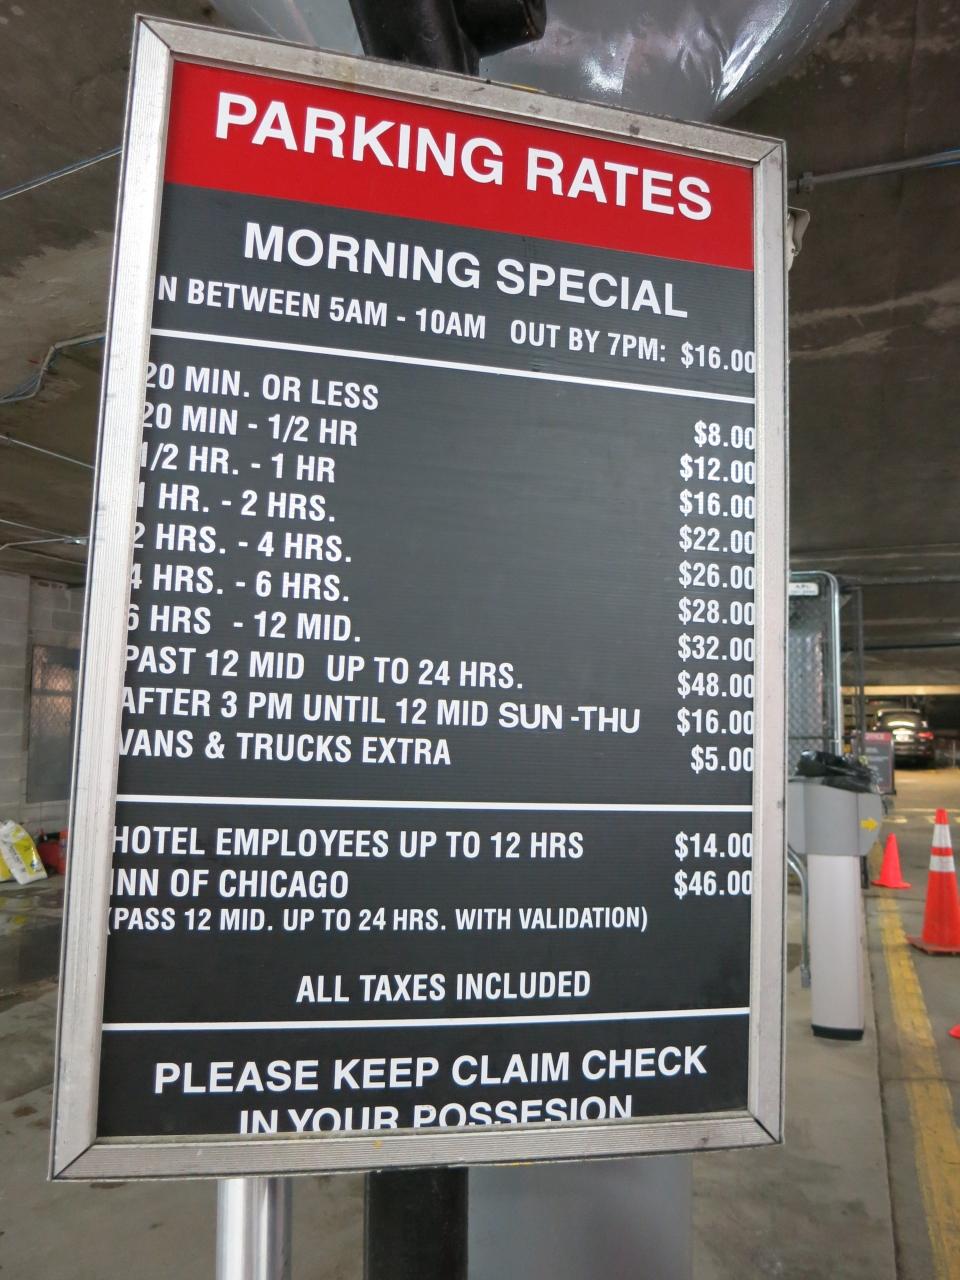 PARKING RATES
MORNING SPECIAL
N BETWEEN 5AM - 10AM OUT BY 7PM: $16.00
20 MIN. OR LESS $8.00
20 MIN - 1/2 HR $12.00
1/2 HR. - 1 HR $16.00
1 HR. - 2 HRS. $22.00
2 HRS. - 4 HRS. $26.00
4 HRS. - 6 HRS. $28.00
6 HRS - 12 MID. $32.00
PAST 12 MID UP TO 24 HRS. $48.00
AFTER 3 PM UNTIL 12 MID SUN -THU $16.00
VANS & TRUCKS EXTRA $5.00
HOTEL EMPLOYEES UP TO 12 HRS $14.00
INN OF CHICAGO $46.00
(PASS 12 MID. UP TO 24 HRS. WITH VALIDATION)
ALL TAXES INCLUDED
PLEASE KEEP CLAIM CHECK
IN YOUR POSSESION